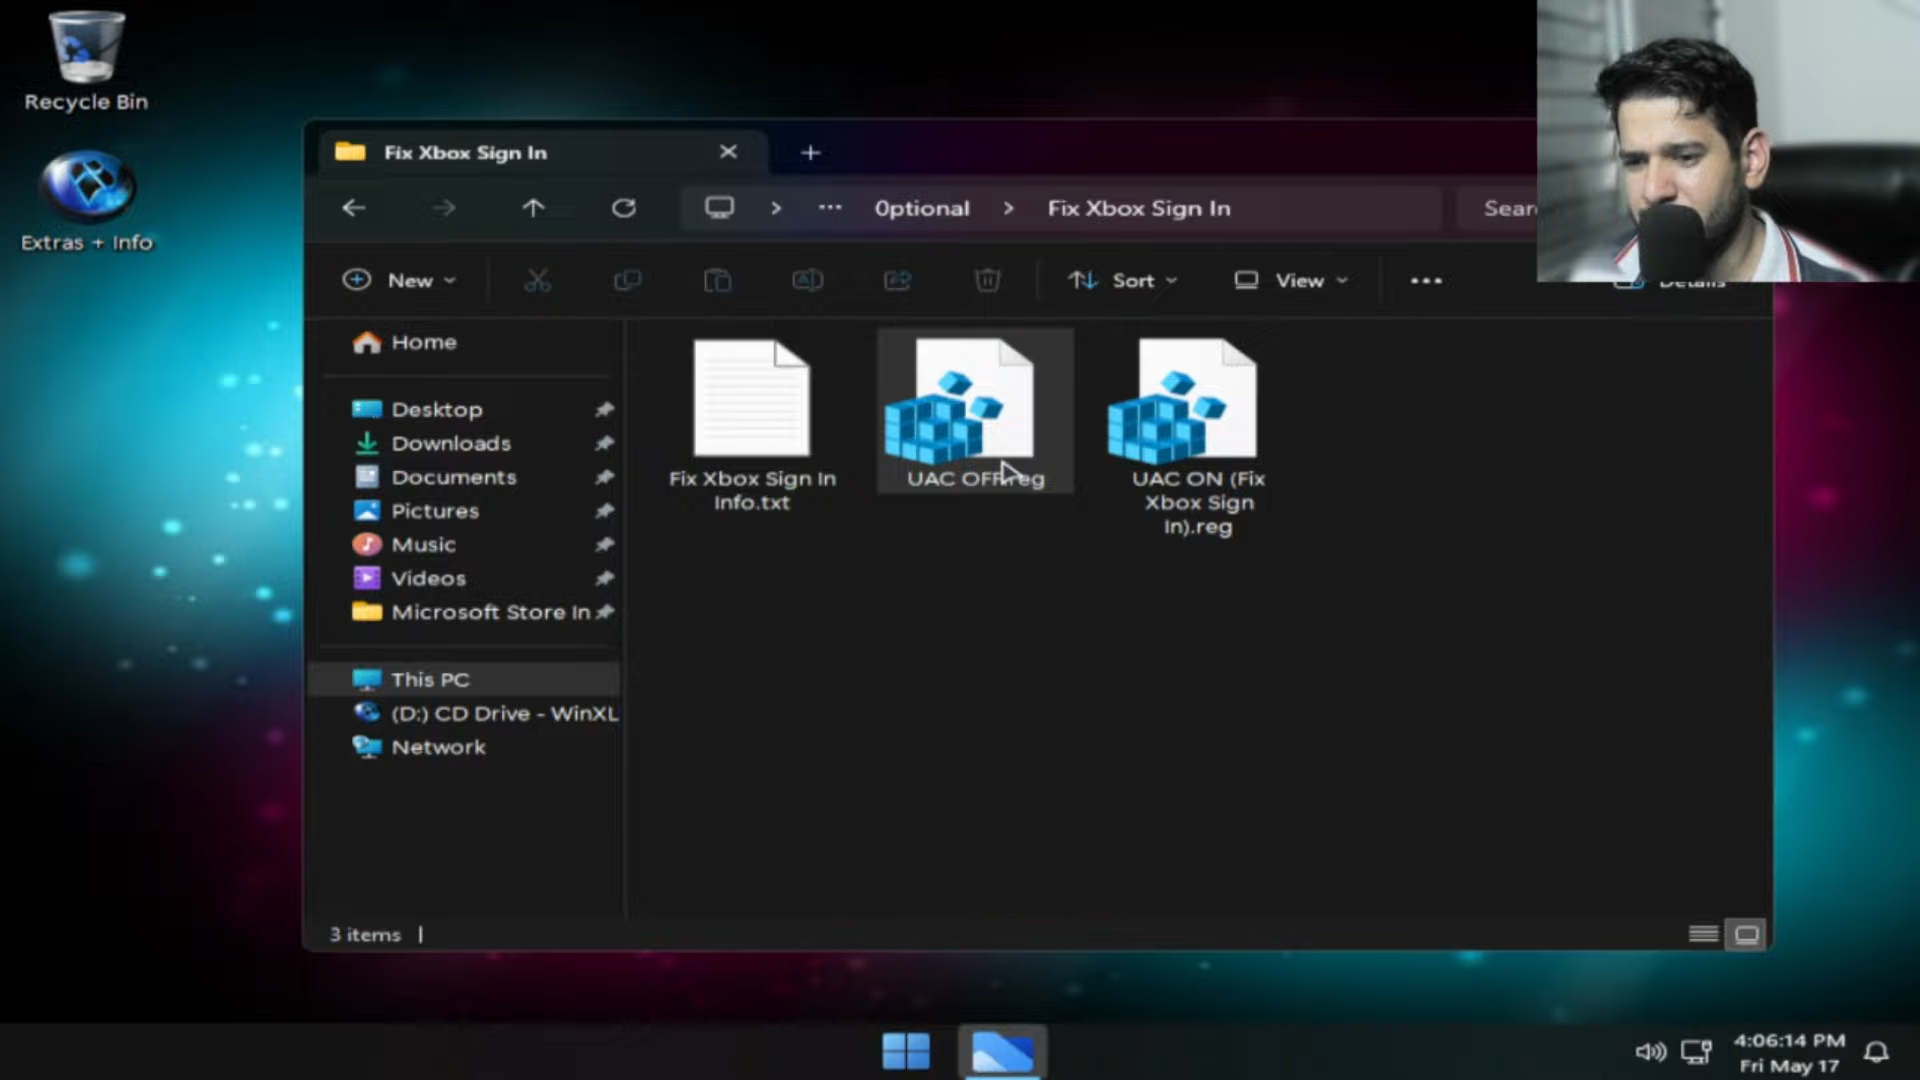 Recycle Bin
Extras + Info
Fix Xbox Sign In
Optional
Fix Xbox Sign In
New
Sort
View
Home
Desktop
Downloads
Documents
Pictures
Music
Videos
Microsoft Store In
This PC
(D:) CD Drive - WinXL
Network
Fix Xbox Sign In
Info.txt
UAC OFF.reg
UAC ON (Fix
Xbox Sign
In).reg
3 items
4:06:14 PM
Fri May 17